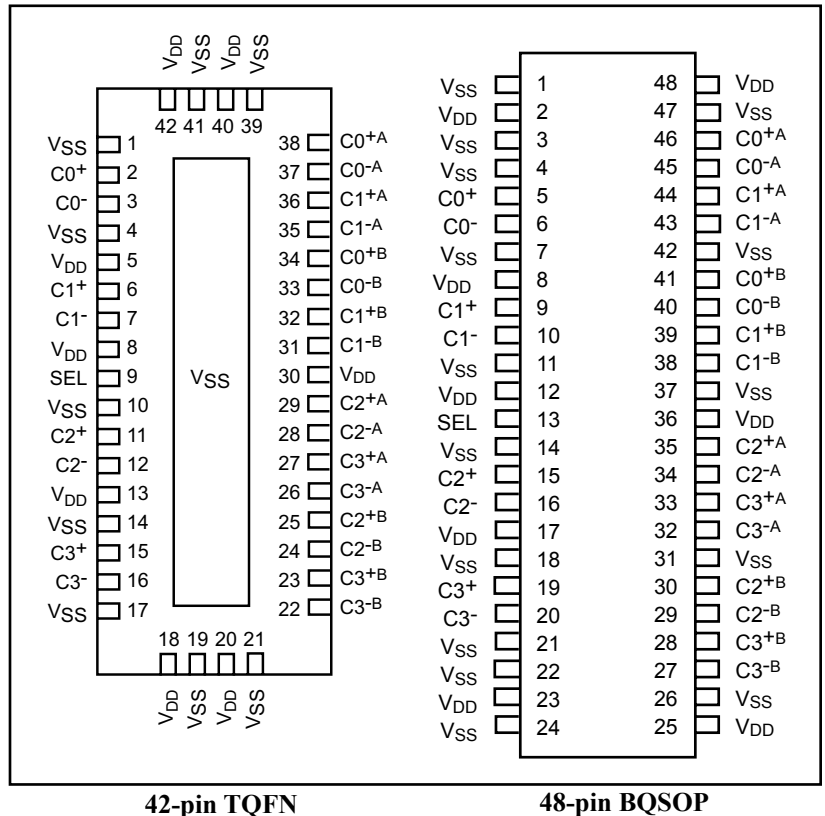 VDD VSS VDD VSS
42 41 40 39
VSS 1
C0+ 2
C0- 3
VSS 4
VDD 5
C1+ 6
C1- 7
VDD 8
SEL 9
VSS 10
C2+ 11
C2- 12
VDD 13
VSS 14
C3+ 15
C3- 16
VSS 17
VSS
38 C0+A
37 C0-A
36 C1+A
35 C1-A
34 C0+B
33 C0-B
32 C1+B
31 C1-B
30 VDD
29 C2+A
28 C2-A
27 C3+A
26 C3-A
25 C2+B
24 C2-B
23 C3+B
22 C3-B
18 19 20 21
VDD VSS VDD VSS
42-pin TQFN
VSS 1 48 VDD
VDD 2 47 VSS
VSS 3 46 C0+A
VSS 4 45 C0-A
C0+ 5 44 C1+A
C0- 6 43 C1-A
VSS 7 42 VSS
VDD 8 41 C0+B
C1+ 9 40 C0-B
C1- 10 39 C1+B
VSS 11 38 C1-B
VDD 12 37 VSS
SEL 13 36 VDD
VSS 14 35 C2+A
C2+ 15 34 C2-A
C2- 16 33 C3+A
VDD 17 32 C3-A
VSS 18 31 VSS
C3+ 19 30 C2+B
C3- 20 29 C2-B
VSS 21 28 C3+B
VSS 22 27 C3-B
VDD 23 26 VSS
VSS 24 25 VDD
48-pin BQSOP